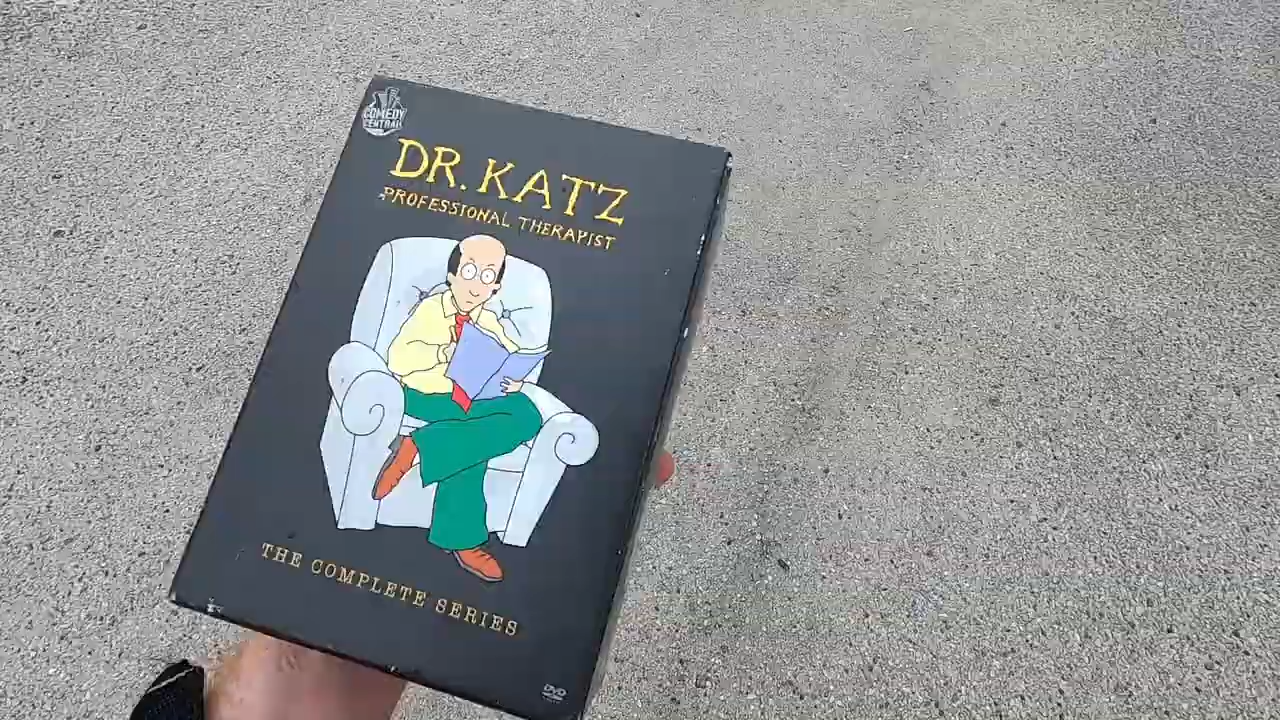 COMEDY
CENTRAL
DR. KATZ
PROFESSIONAL THERAPIST
THE COMPLETE SERIES
DVD